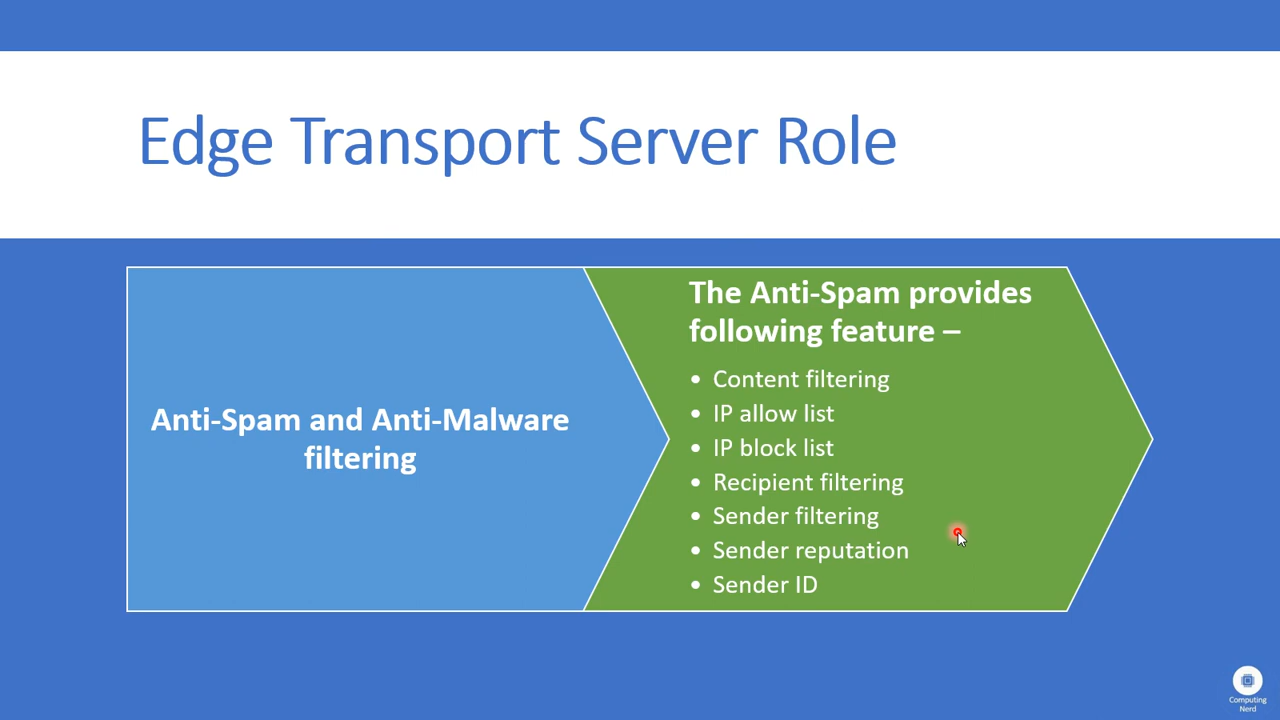 Edge Transport Server Role
Anti-Spam and Anti-Malware
filtering
The Anti-Spam provides
following feature –
• Content filtering
• IP allow list
• IP block list
• Recipient filtering
• Sender filtering
• Sender reputation
• Sender ID
Computing
Nerd